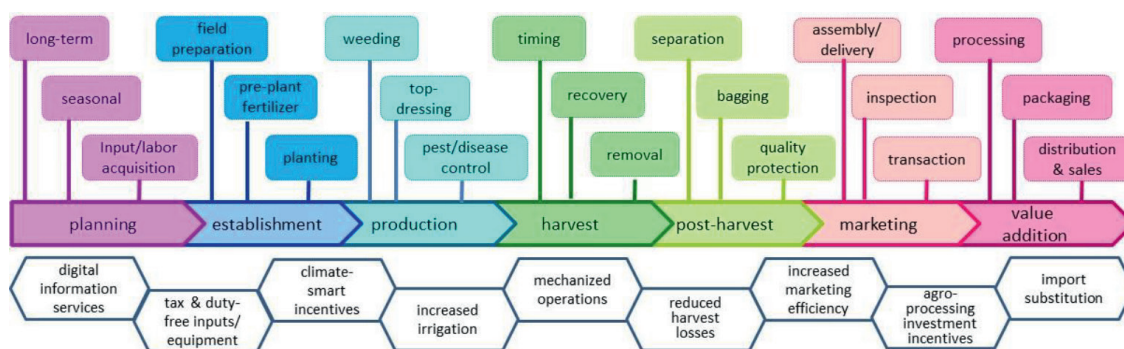 long-term
seasonal
Input/labor
acquisition
field
preparation
pre-plant
fertilizer
planting
weeding
top-
dressing
pest/disease
control
timing
recovery
removal
separation
bagging
quality
protection
assembly/
delivery
inspection
transaction
processing
packaging
distribution
& sales
planning
establishment
production
harvest
post-harvest
marketing
value
addition
digital
information
services
tax & duty-
free inputs/
equipment
climate-
smart
incentives
increased
irrigation
mechanized
operations
reduced
harvest
losses
increased
marketing
efficiency
agro-
processing
investment
incentives
import
substitution